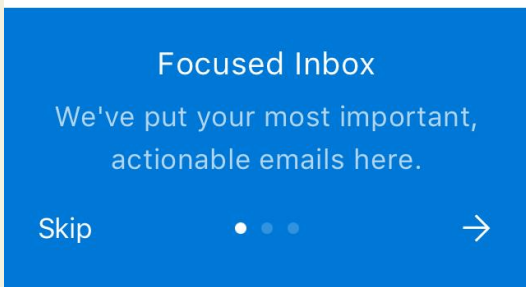 Focused Inbox
We've put your most important,
actionable emails here.
Skip